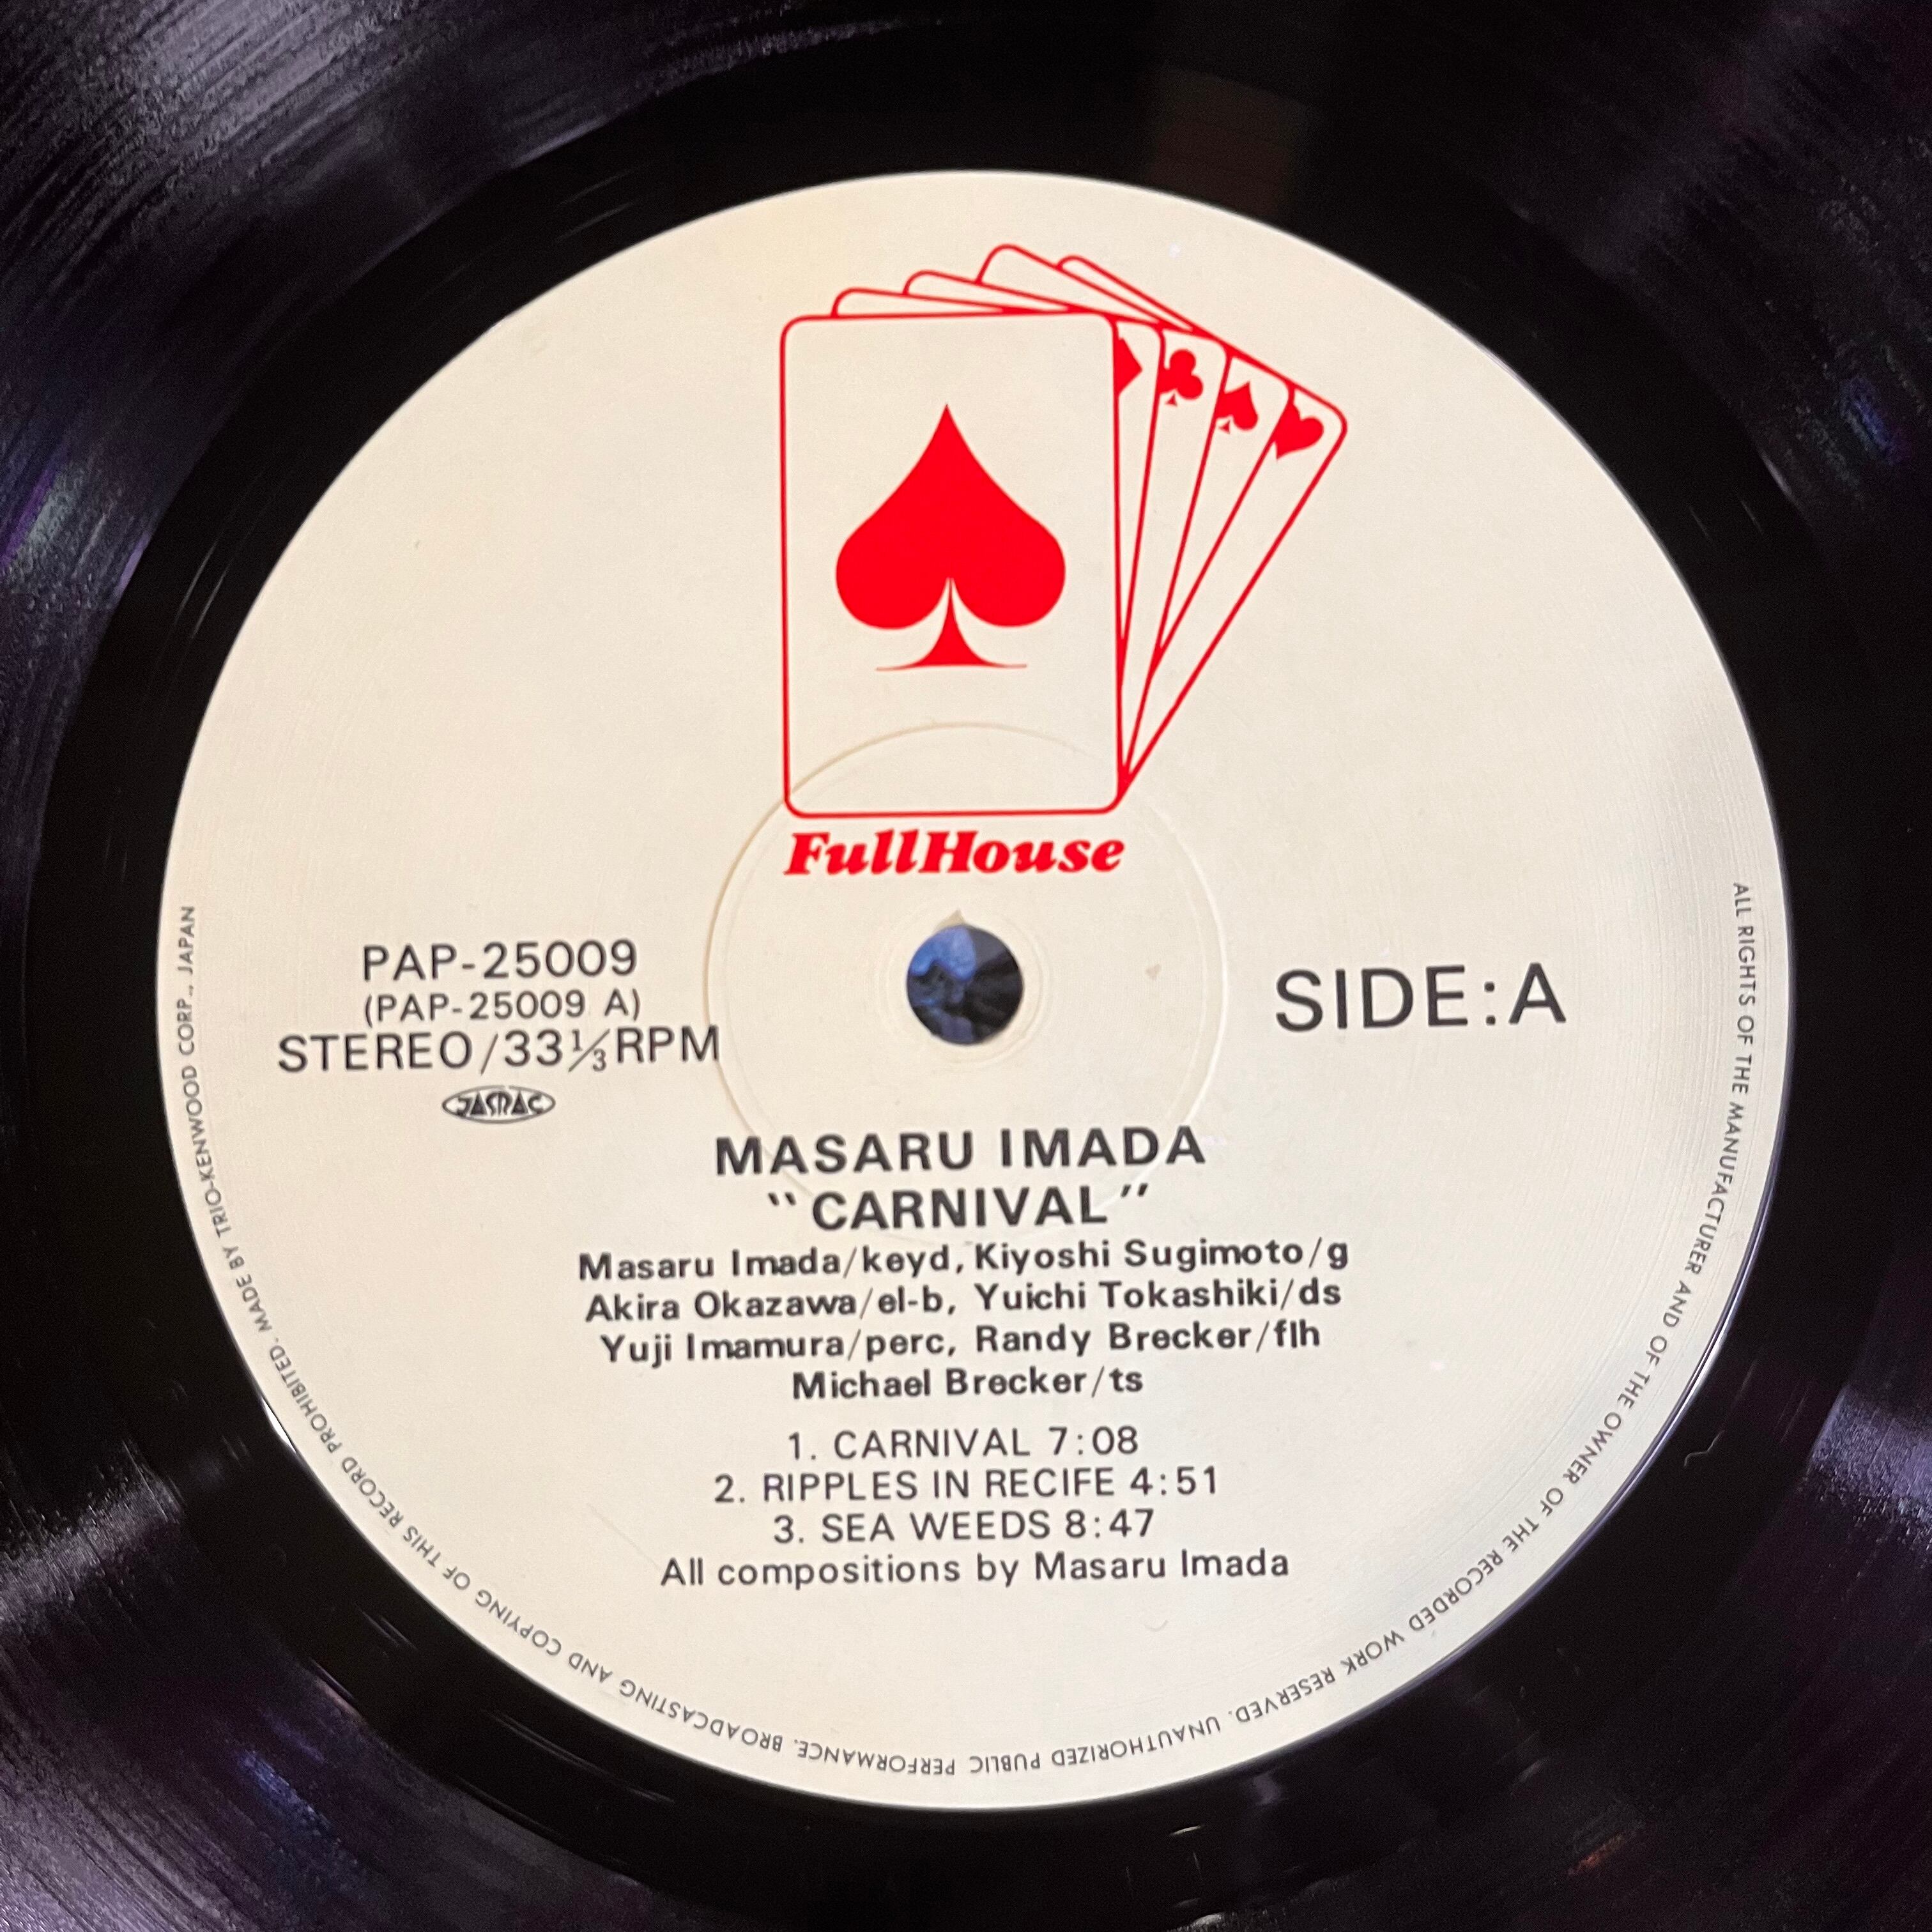 FullHouse
PAP-25009
(PAP-25009 A)
STEREO/33⅓RPM
JASRAC
SIDE:A
MASARU IMADA
"CARNIVAL"
Masaru Imada/keyd, Kiyoshi Sugimoto/g
Akira Okazawa/el-b, Yuichi Tokashiki/ds
Yuji Imamura/perc, Randy Brecker/flh
Michael Brecker/ts
1. CARNIVAL 7:08
2. RIPPLES IN RECIFE 4:51
3. SEA WEEDS 8:47
All compositions by Masaru Imada
ALL RIGHTS OF THE MANUFACTURER AND OF THE OWNER OF THE RECORDED WORK RESERVED. UNAUTHORIZED PUBLIC PERFORMANCE. BROADCASTING AND COPYING OF THIS RECORD PROHIBITED. MADE BY TRIO-KENWOOD CORP., JAPAN